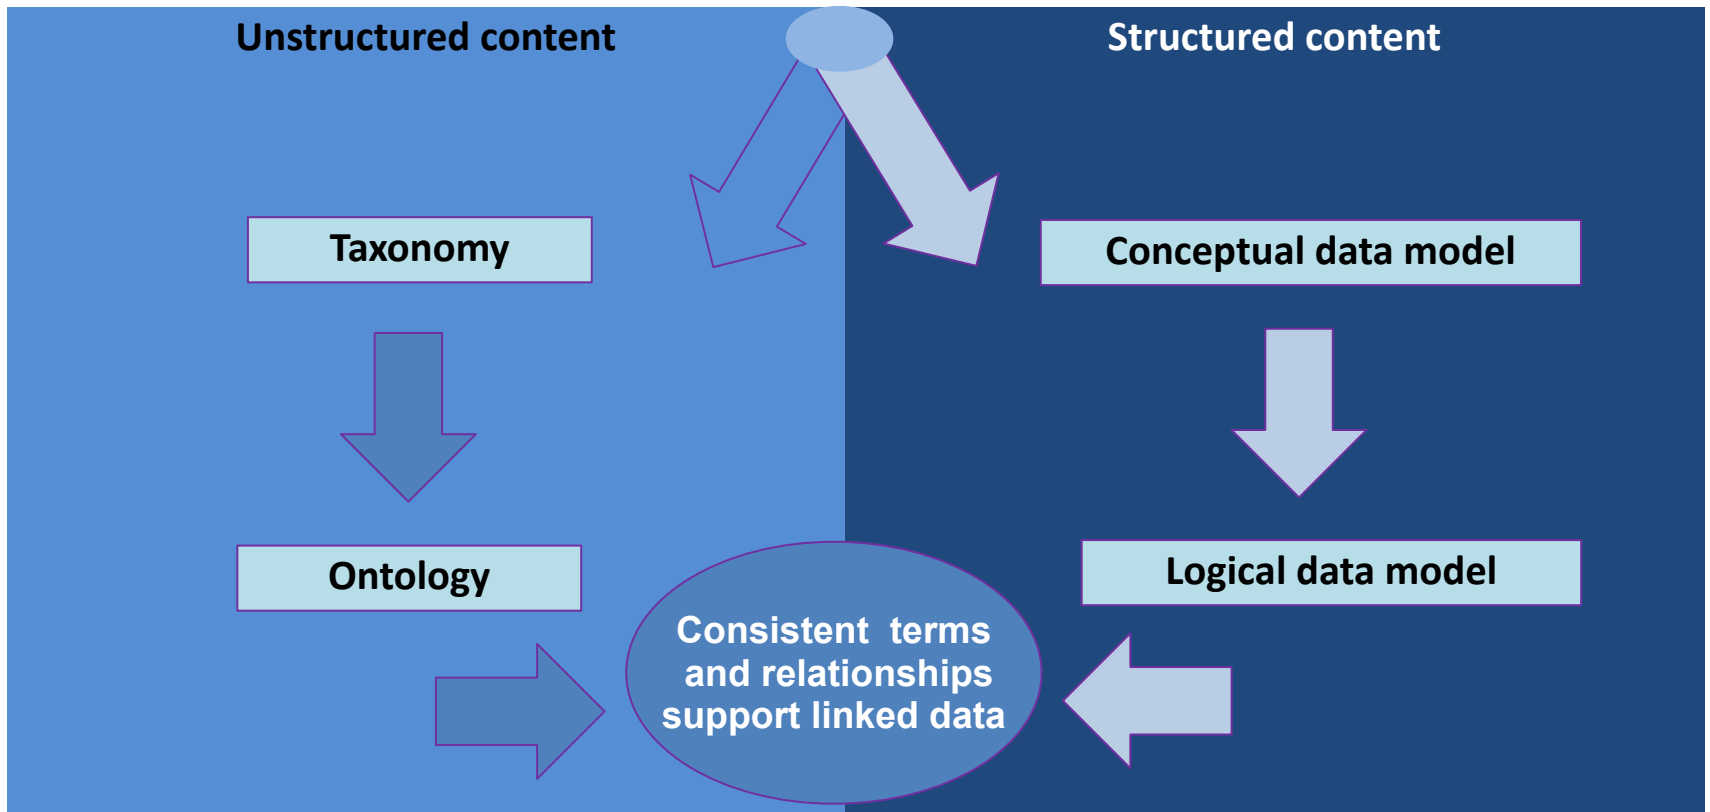 Unstructured content
Structured content
Taxonomy
Conceptual data model
Ontology
Logical data model
Consistent  terms
and relationships
support linked data